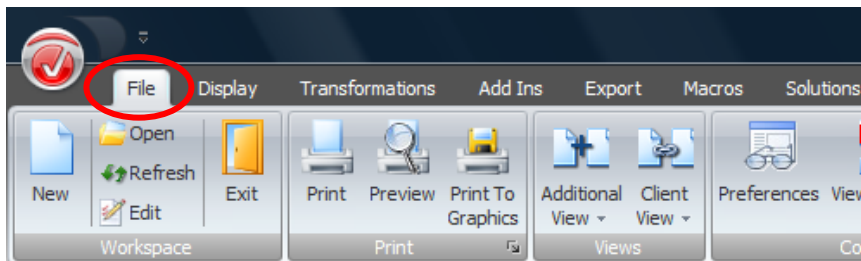 File Display Transformations Add Ins Export Macros Solutions
New Open Refresh Edit Exit Print Preview Print To Graphics Additional View Client View Preferences
Workspace Print Views